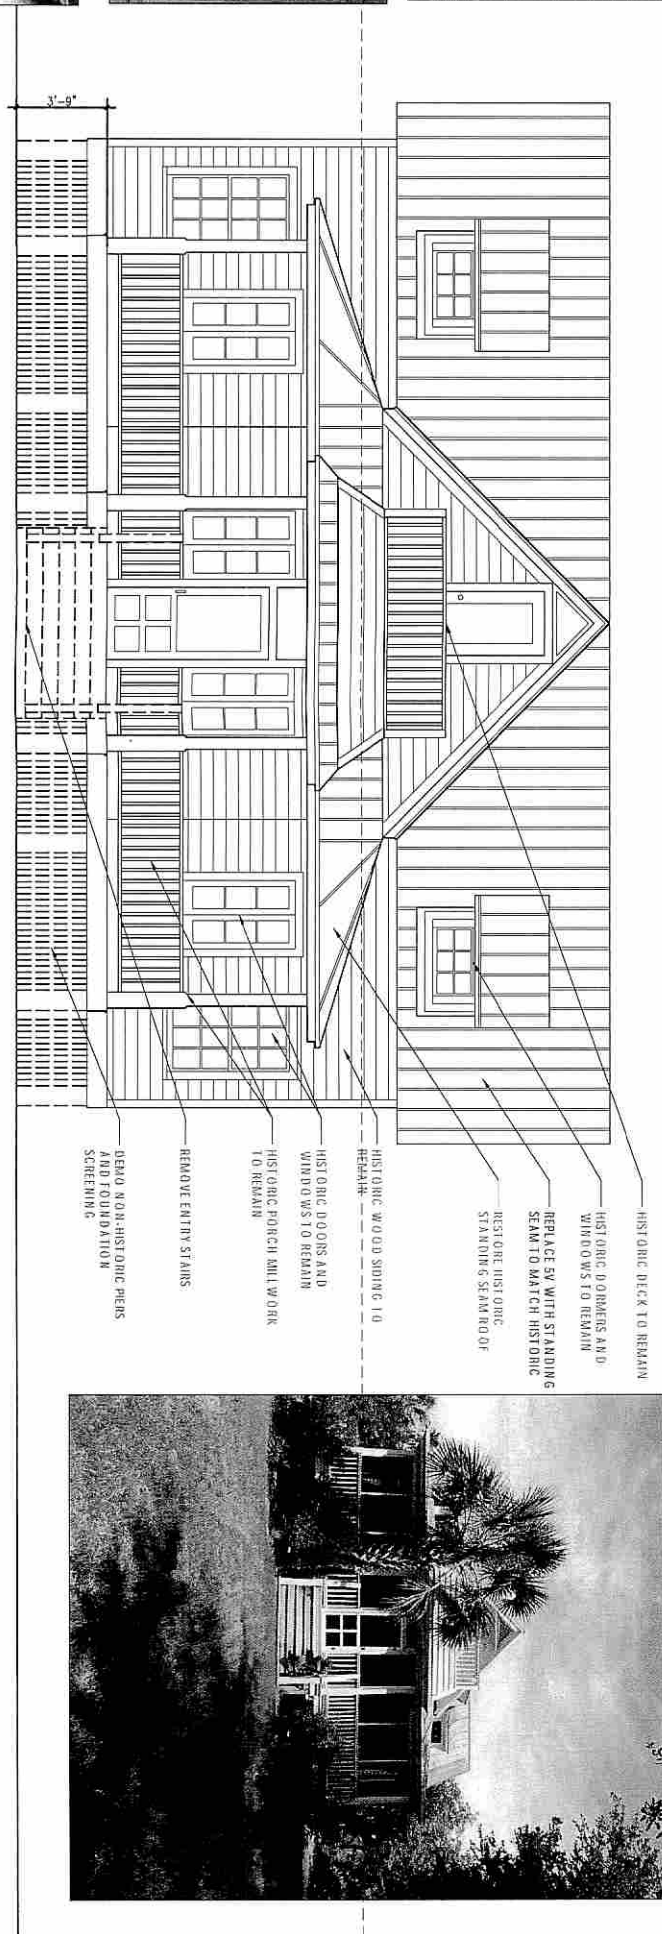 3'-9"
HISTORIC DECK TO REMAIN
HISTORIC DORMERS AND
WINDOWS TO REMAIN
REPLACE 5V WITH STANDING
SEAM TO MATCH HISTORIC
RESTORE HISTORIC
STANDING SEAM ROOF
HISTORIC WOOD SIDING TO
REMAIN
HISTORIC DOORS AND
WINDOWS TO REMAIN
HISTORIC PORCH MILLWORK
TO REMAIN
REMOVE ENTRY STAIRS
DEMO NON-HISTORIC PIERS
AND FOUNDATION
SCREENING